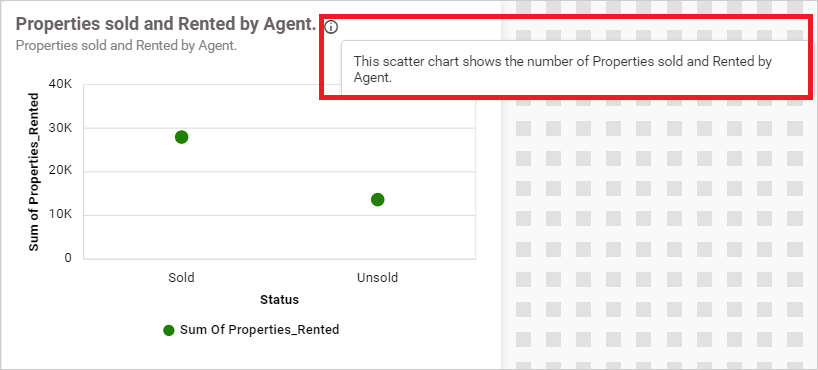 Properties sold and Rented by Agent.
Properties sold and Rented by Agent.
This scatter chart shows the number of Properties sold and Rented by
Agent.
Sum of Properties_Rented
40K
30K
20K
10K
0
Sold
Unsold
Status
Sum Of Properties_Rented